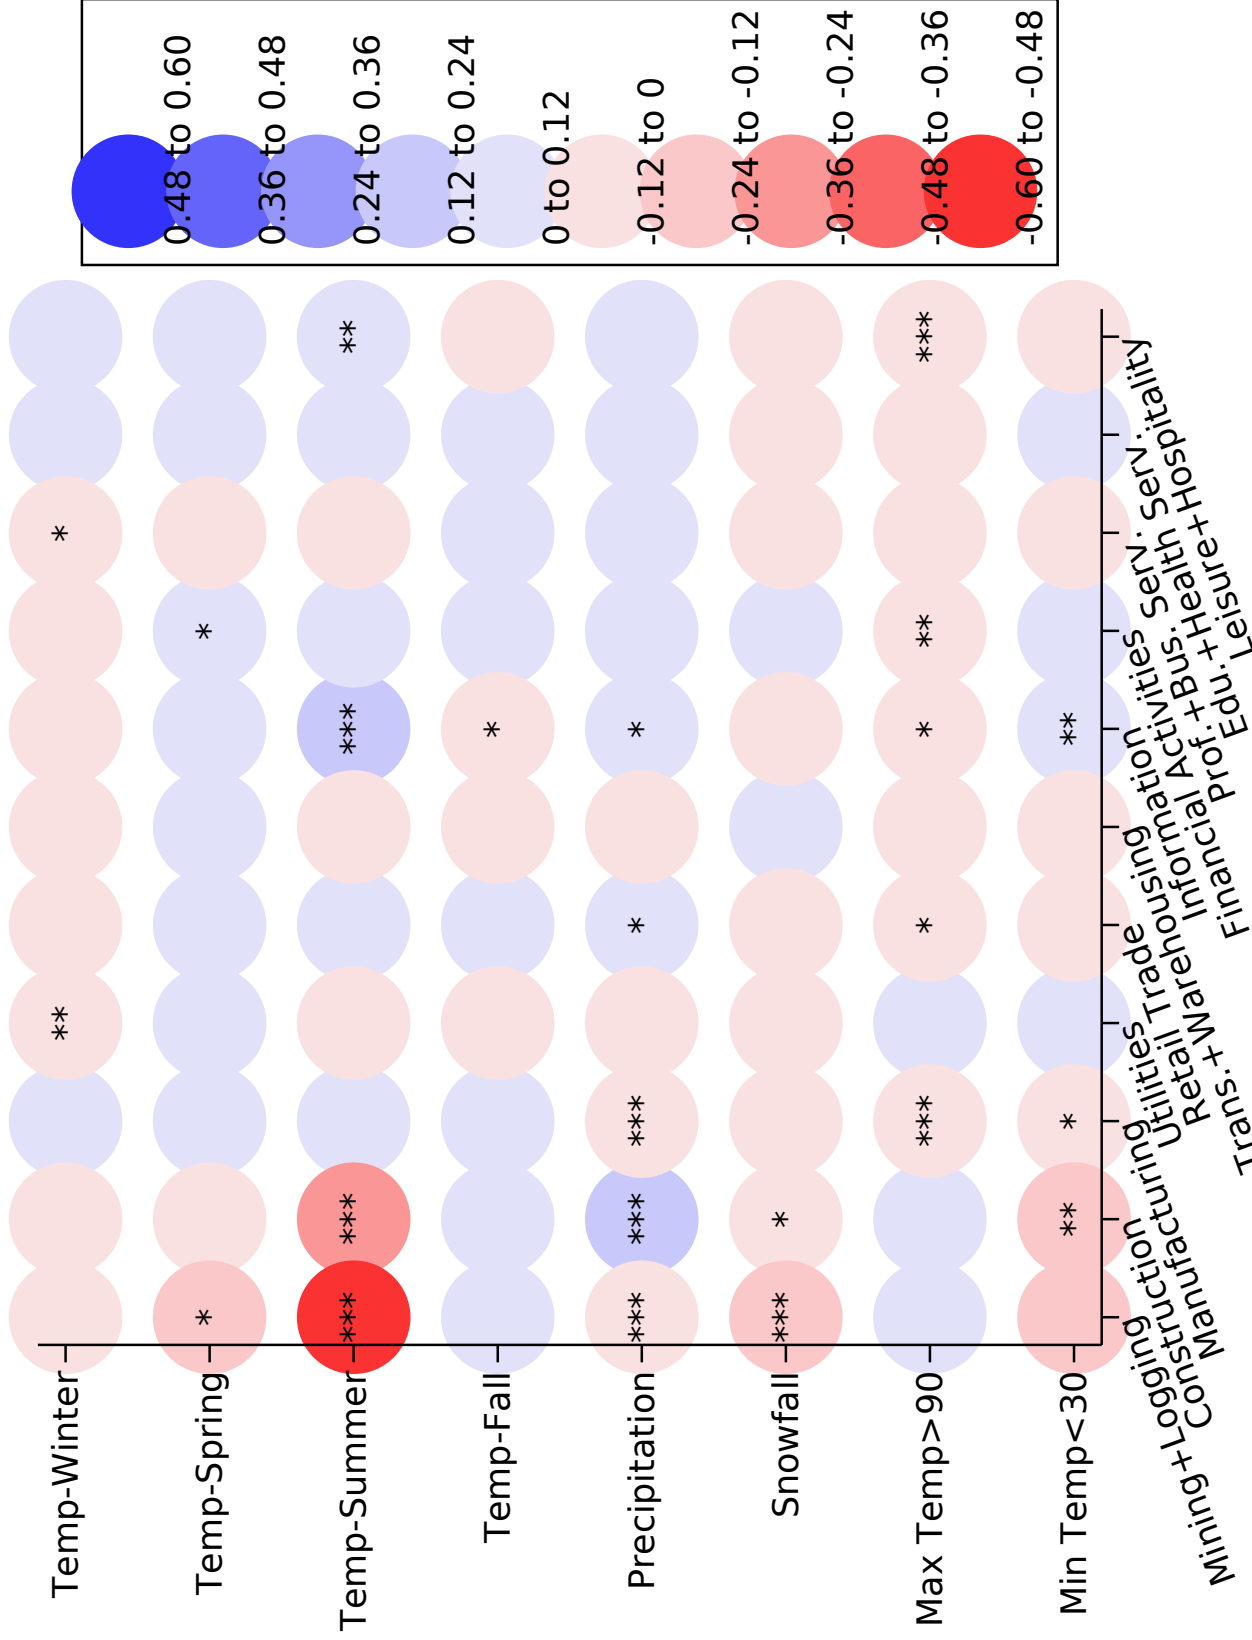 Temp-Winter
** *
Temp-Spring
* *
Temp-Summer
*** *** *** **
Temp-Fall
*
Precipitation
*** *** *** * *
Snowfall
*** *
Max Temp>90
*** * * ** ***
Min Temp<30
** * **
Mining+Logging
Construction
Manufacturing
Utilities
Retail Trade
Trans.+Warehousing
Information
Financial Activities
Prof.+Bus. Serv.
Edu.+Health Serv.
Leisure+Hospitality
0.48 to 0.60
0.36 to 0.48
0.24 to 0.36
0.12 to 0.24
0 to 0.12
-0.12 to 0
-0.24 to -0.12
-0.36 to -0.24
-0.48 to -0.36
-0.60 to -0.48